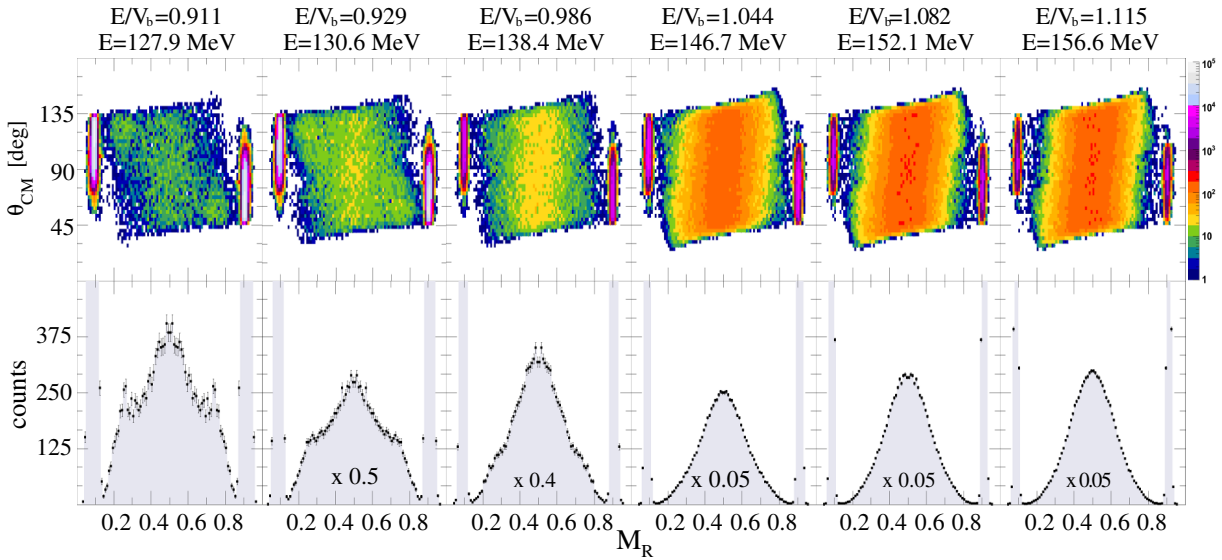 E/V_b=0.911 E/V_b=0.929 E/V_b=0.986 E/V_b=1.044 E/V_b=1.082 E/V_b=1.115
E=127.9 MeV E=130.6 MeV E=138.4 MeV E=146.7 MeV E=152.1 MeV E=156.6 MeV
10^5
135
10^4
θ_CM [deg]
90
10^3
10^2
45
10
1
375
counts
250
125
x 0.5 x 0.4 x 0.05 x 0.05 x 0.05
0.2 0.4 0.6 0.8 0.2 0.4 0.6 0.8 0.2 0.4 0.6 0.8 0.2 0.4 0.6 0.8 0.2 0.4 0.6 0.8 0.2 0.4 0.6 0.8
M_R